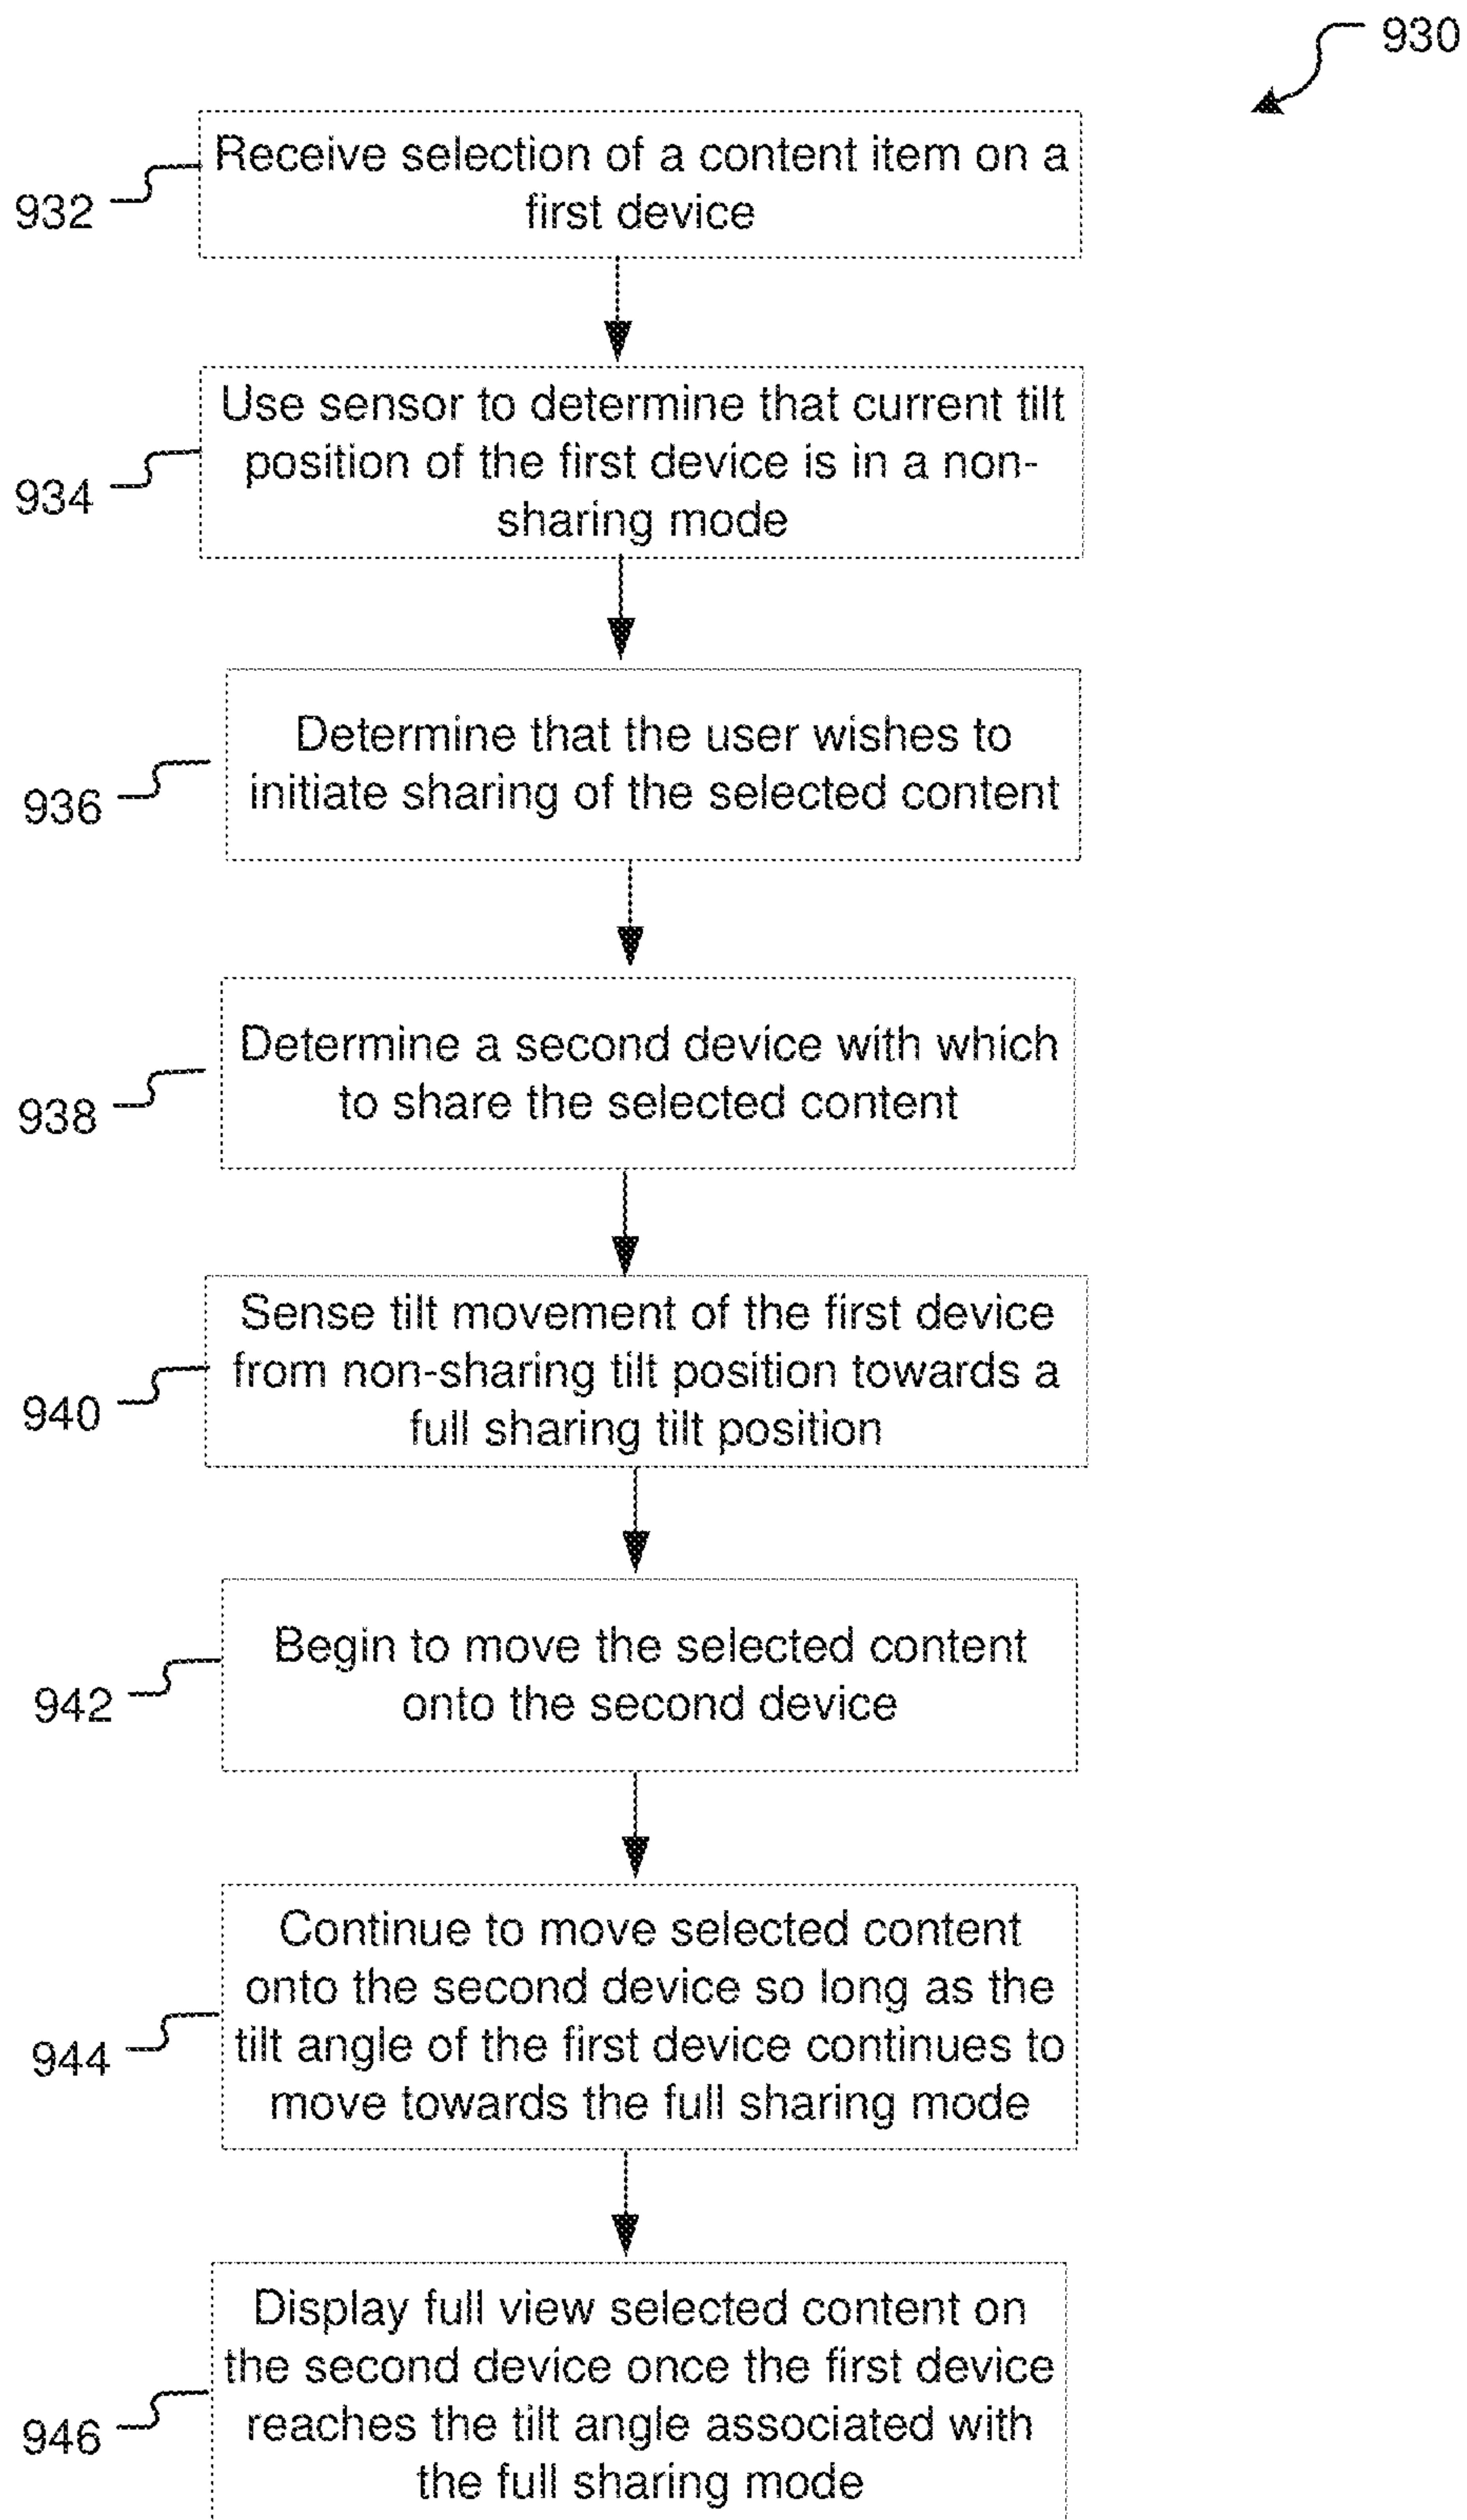 930
Receive selection of a content item on a
first device
932
Use sensor to determine that current tilt
position of the first device is in a non-
sharing mode
934
Determine that the user wishes to
initiate sharing of the selected content
936
Determine a second device with which
to share the selected content
938
Sense tilt movement of the first device
from non-sharing tilt position towards a
full sharing tilt position
940
Begin to move the selected content
onto the second device
942
Continue to move selected content
onto the second device so long as the
tilt angle of the first device continues to
move towards the full sharing mode
944
Display full view selected content on
the second device once the first device
reaches the tilt angle associated with
the full sharing mode
946